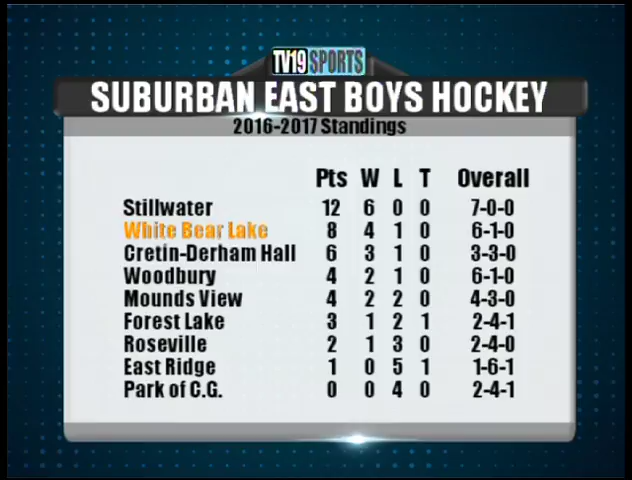 TV19 SPORTS
SUBURBAN EAST BOYS HOCKEY
2016-2017 Standings
Pts W L T Overall
Stillwater 12 6 0 0 7-0-0
White Bear Lake 8 4 1 0 6-1-0
Cretin-Derham Hall 6 3 1 0 3-3-0
Woodbury 4 2 1 0 6-1-0
Mounds View 4 2 2 0 4-3-0
Forest Lake 3 1 2 1 2-4-1
Roseville 2 1 3 0 2-4-0
East Ridge 1 0 5 1 1-6-1
Park of C.G. 0 0 4 0 2-4-1